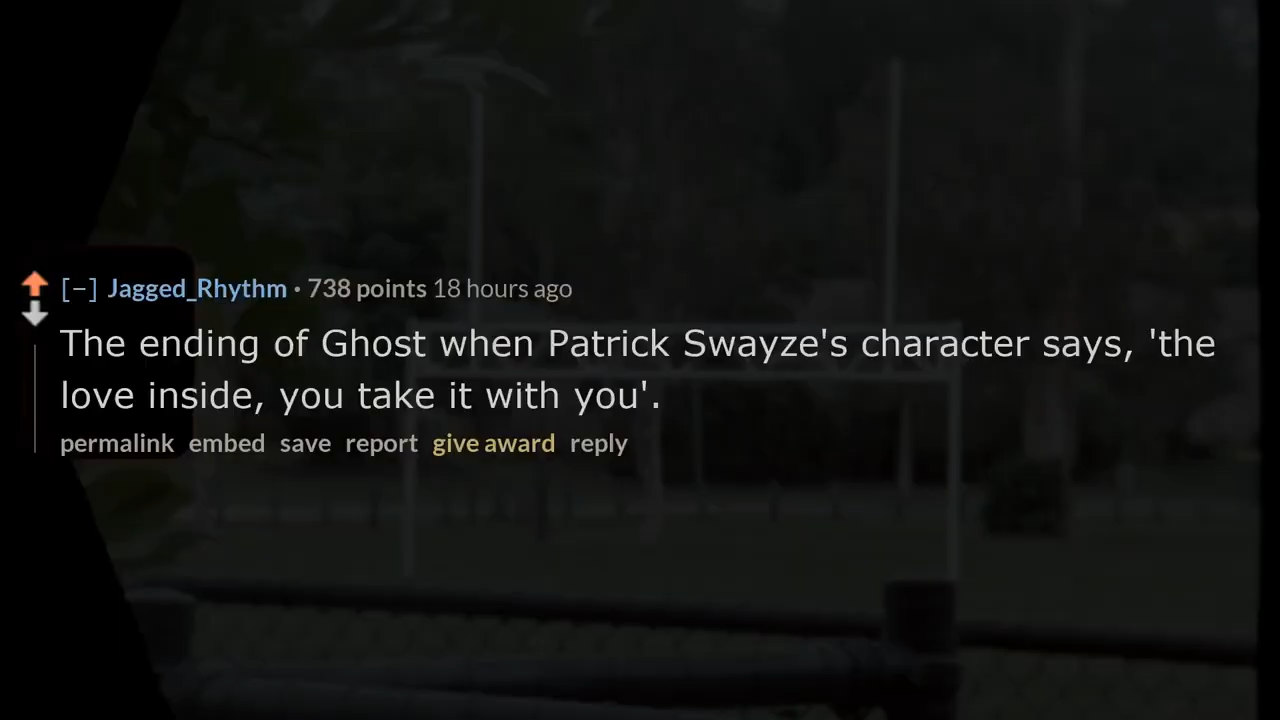 [−] Jagged_Rhythm · 738 points 18 hours ago
The ending of Ghost when Patrick Swayze's character says, 'the
love inside, you take it with you'.
permalink embed save report give award reply